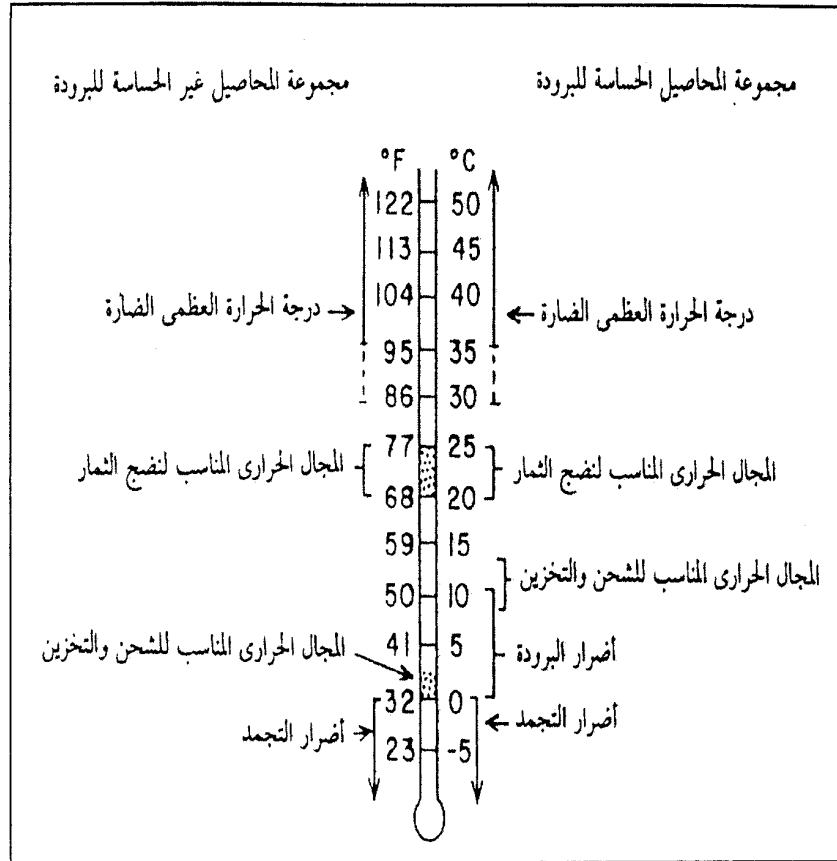 مجموعة المحاصيل الحساسة للبرودة
مجموعة المحاصيل غير الحساسة للبرودة
°F °C
122 50
113 45
104 40
درجة الحرارة العظمى الضارة
درجة الحرارة العظمى الضارة
95 35
86 30
77 25
المجال الحرارى المناسب لنضج الثمار
المجال الحرارى المناسب لنضج الثمار
68 20
59 15
المجال الحرارى المناسب للشحن والتخزين
50 10
41 5
أضرار البرودة
المجال الحرارى المناسب للشحن والتخزين
32 0
أضرار التجمد
أضرار التجمد
23 -5